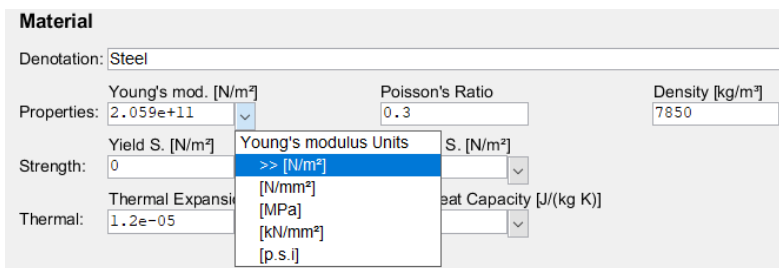 Material
Denotation: Steel
Young's mod. [N/m²] Poisson's Ratio Density [kg/m³]
Properties: 2.059e+11 0.3 7850
Yield S. [N/m²] Young's modulus Units S. [N/m²]
Strength: 0 >> [N/m²]
[N/mm²]
Thermal Expansi [MPa] eat Capacity [J/(kg K)]
Thermal: 1.2e-05 [kN/mm²]
[p.s.i]